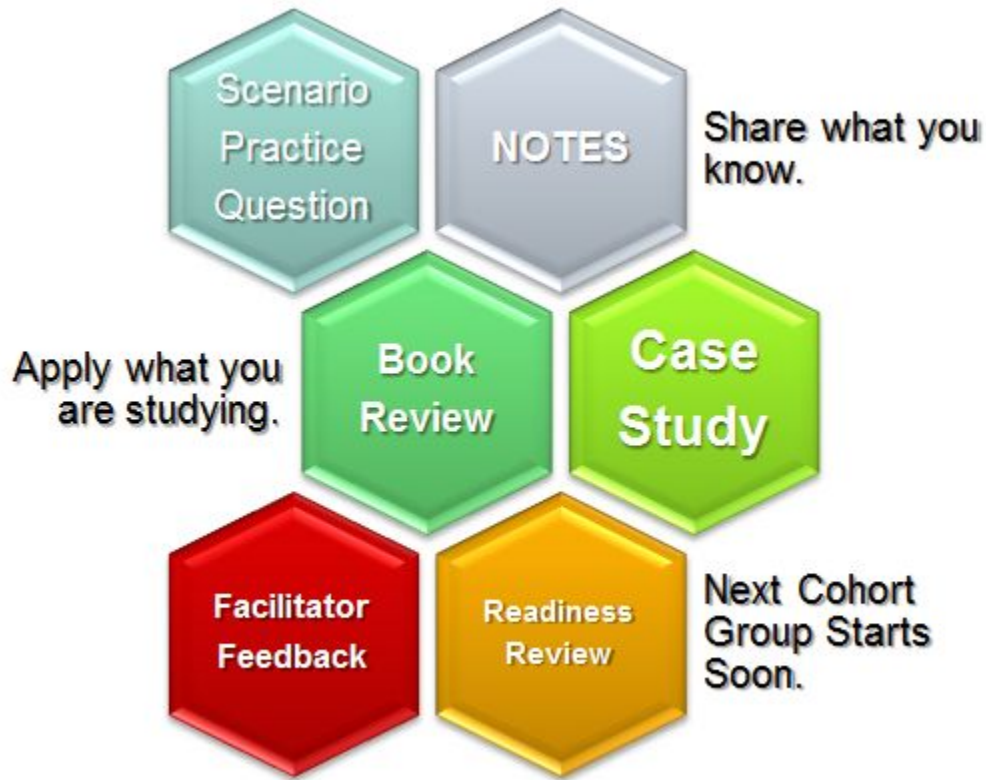 Scenario
Practice
Question
NOTES
Share what you
know.
Apply what you
are studying.
Book
Review
Case
Study
Facilitator
Feedback
Readiness
Review
Next Cohort
Group Starts
Soon.